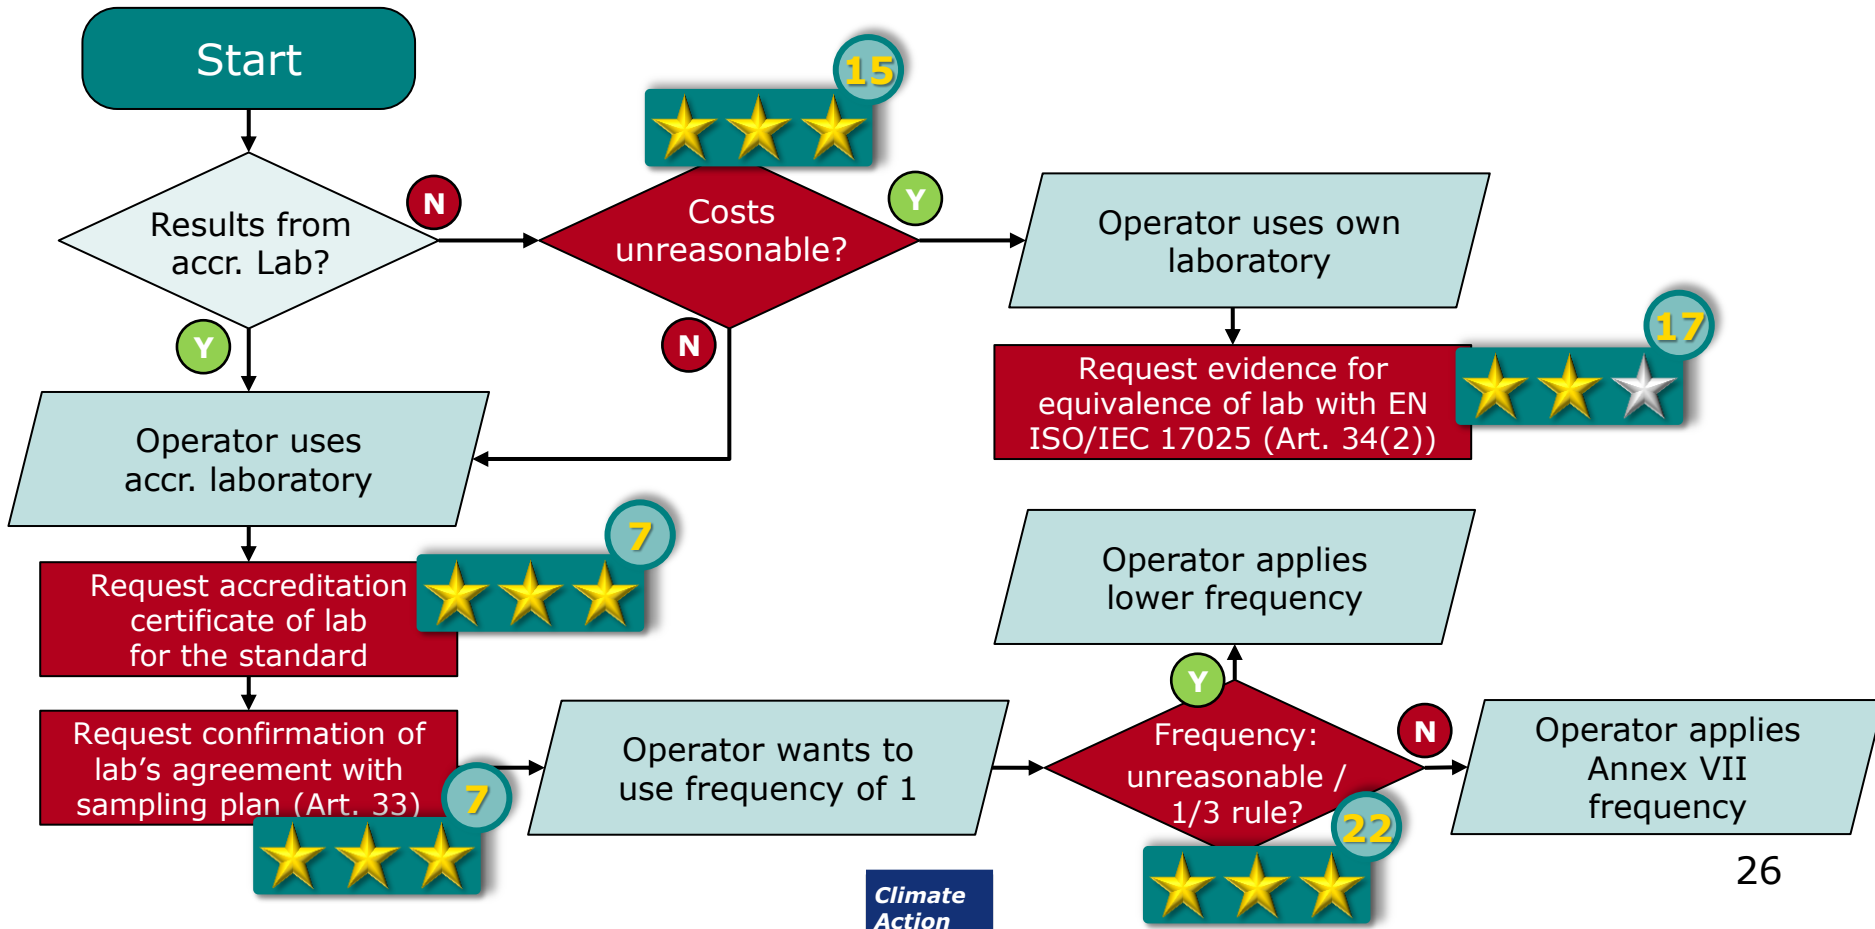 Start
15
Results from
accr. Lab?
N
Costs
unreasonable?
Y
Operator uses own
laboratory
Y
N
17
Request evidence for
equivalence of lab with EN
ISO/IEC 17025 (Art. 34(2))
Operator uses
accr. laboratory
7
Request accreditation
certificate of lab
for the standard
Operator applies
lower frequency
Request confirmation of
lab's agreement with
sampling plan (Art. 33)
7
Operator wants to
use frequency of 1
Y
Frequency:
unreasonable /
1/3 rule?
N
22
Operator applies
Annex VII
frequency
Climate
Action
26